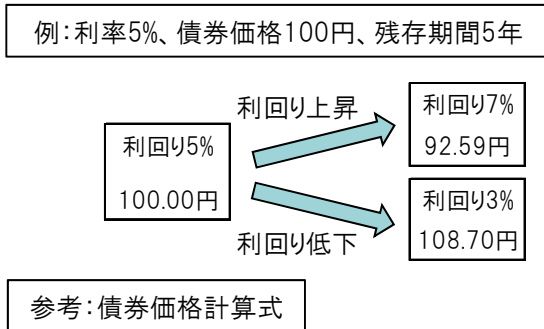 例：利率5%、債券価格100円、残存期間5年
利回り上昇
利回り7%
92.59円
利回り5%
100.00円
利回り3%
108.70円
利回り低下
参考：債券価格計算式